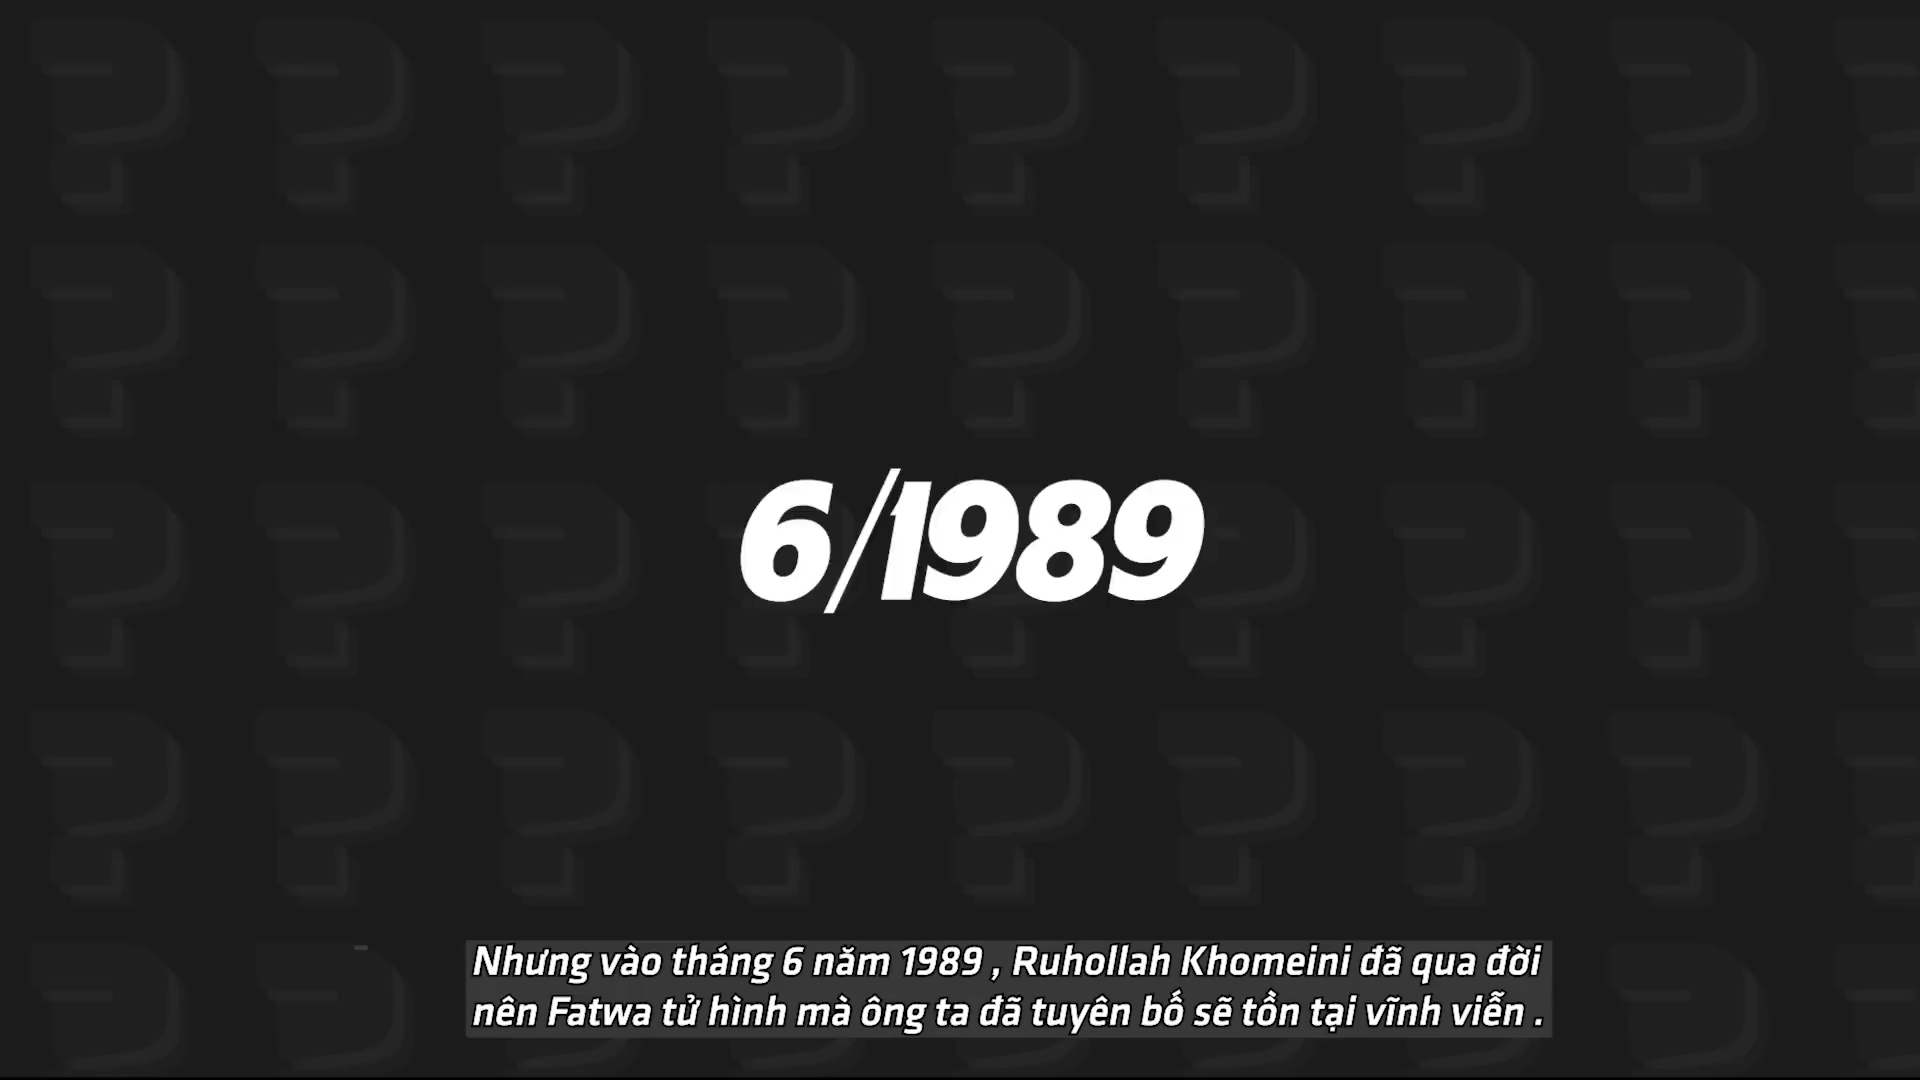 6/1989
Nhưng vào tháng 6 năm 1989 , Ruhollah Khomeini đã qua đời
nên Fatwa tử hình mà ông ta đã tuyên bố sẽ tồn tại vĩnh viễn .